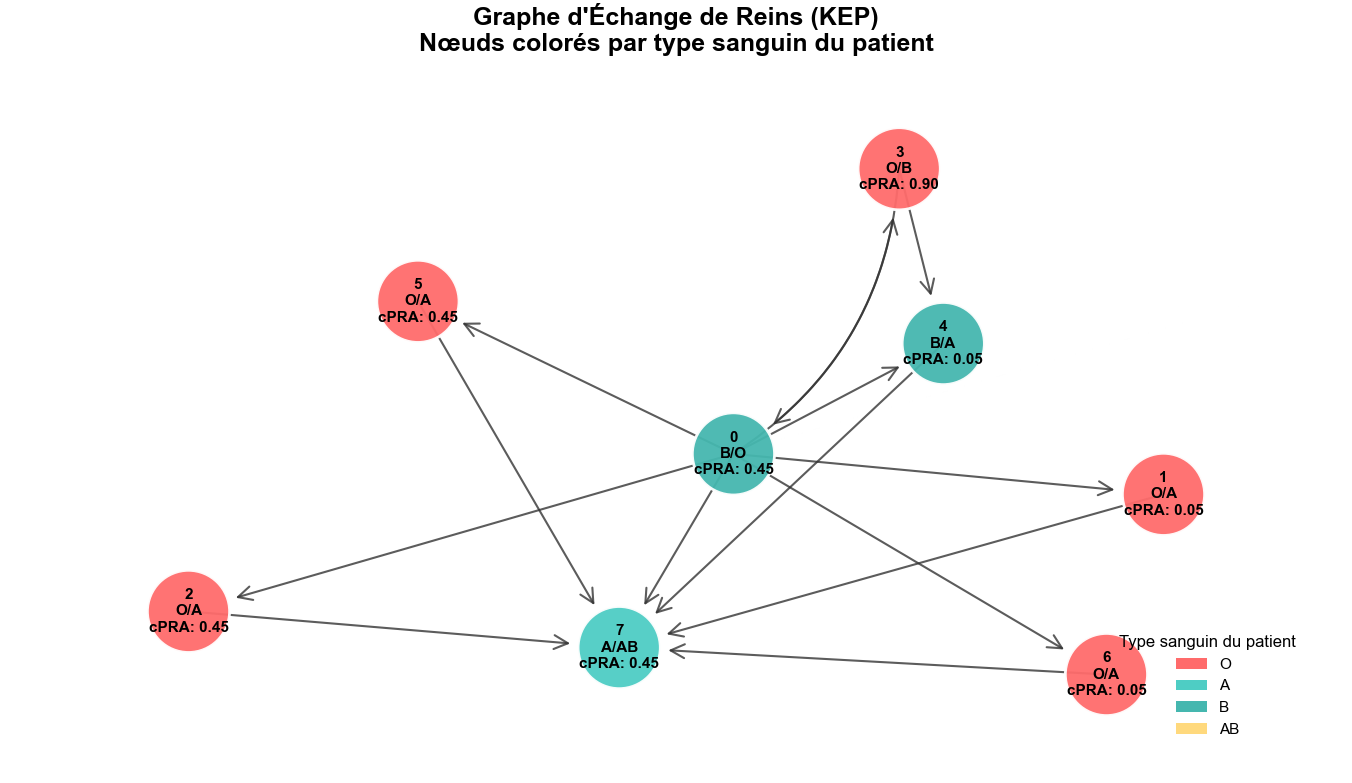 Graphe d'Échange de Reins (KEP)
Nœuds colorés par type sanguin du patient
3
O/B
cPRA: 0.90
5
O/A
cPRA: 0.45
4
B/A
cPRA: 0.05
0
B/O
cPRA: 0.45
1
O/A
cPRA: 0.05
2
O/A
cPRA: 0.45
7
A/AB
cPRA: 0.45
6
O/A
cPRA: 0.05
Type sanguin du patient
O
A
B
AB